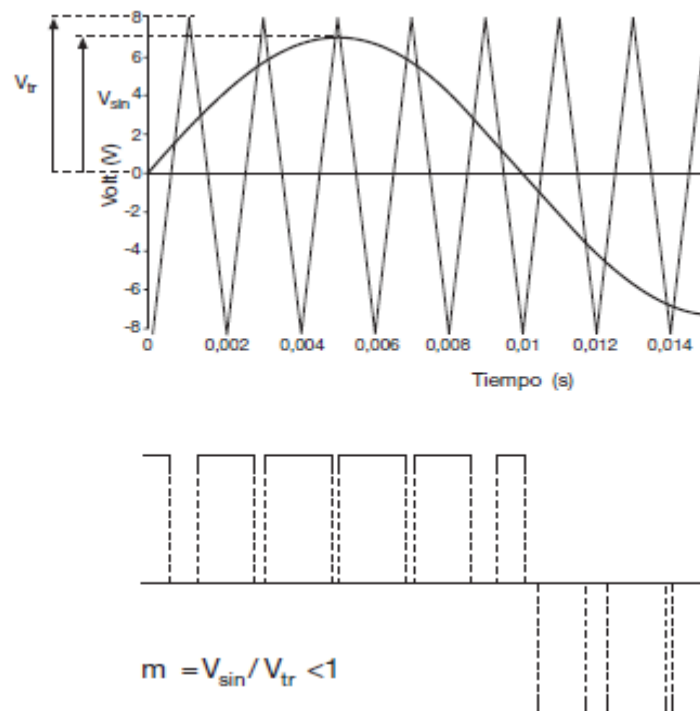 8
6
V_tr
V_sin
4
2
Volt. (V)
0
-2
-4
-6
-8
0 0,002 0,004 0,006 0,008 0,01 0,012 0,014
Tiempo (s)
m = V_sin / V_tr < 1